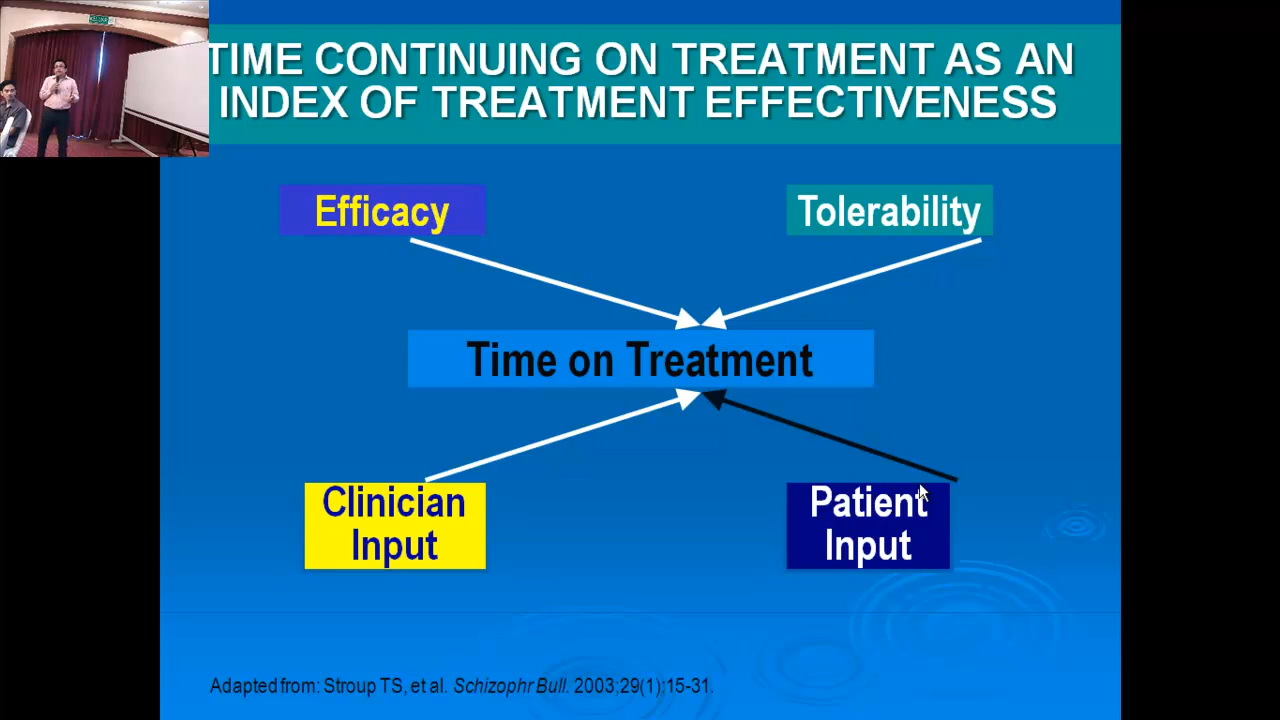 KELUAR
TIME CONTINUING ON TREATMENT AS AN
INDEX OF TREATMENT EFFECTIVENESS
Efficacy
Tolerability
Time on Treatment
Clinician
Input
Patient
Input
Adapted from: Stroup TS, et al. Schizophr Bull. 2003;29(1):15-31.